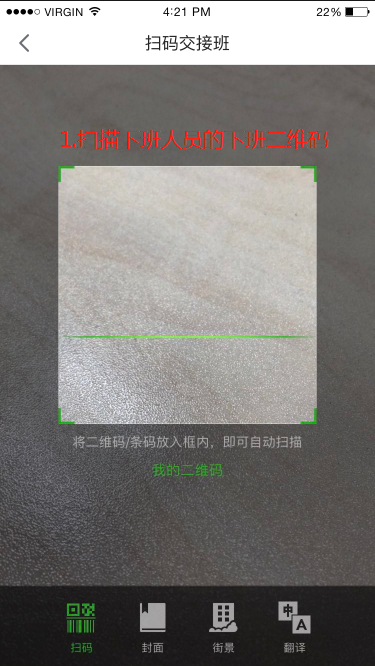 VIRGIN 4:21 PM 22%
扫码交接班
1.扫描下班人员的下班二维码
将二维码/条码放入框内，即可自动扫描
我的二维码
扫码 封面 街景 翻译
中 A